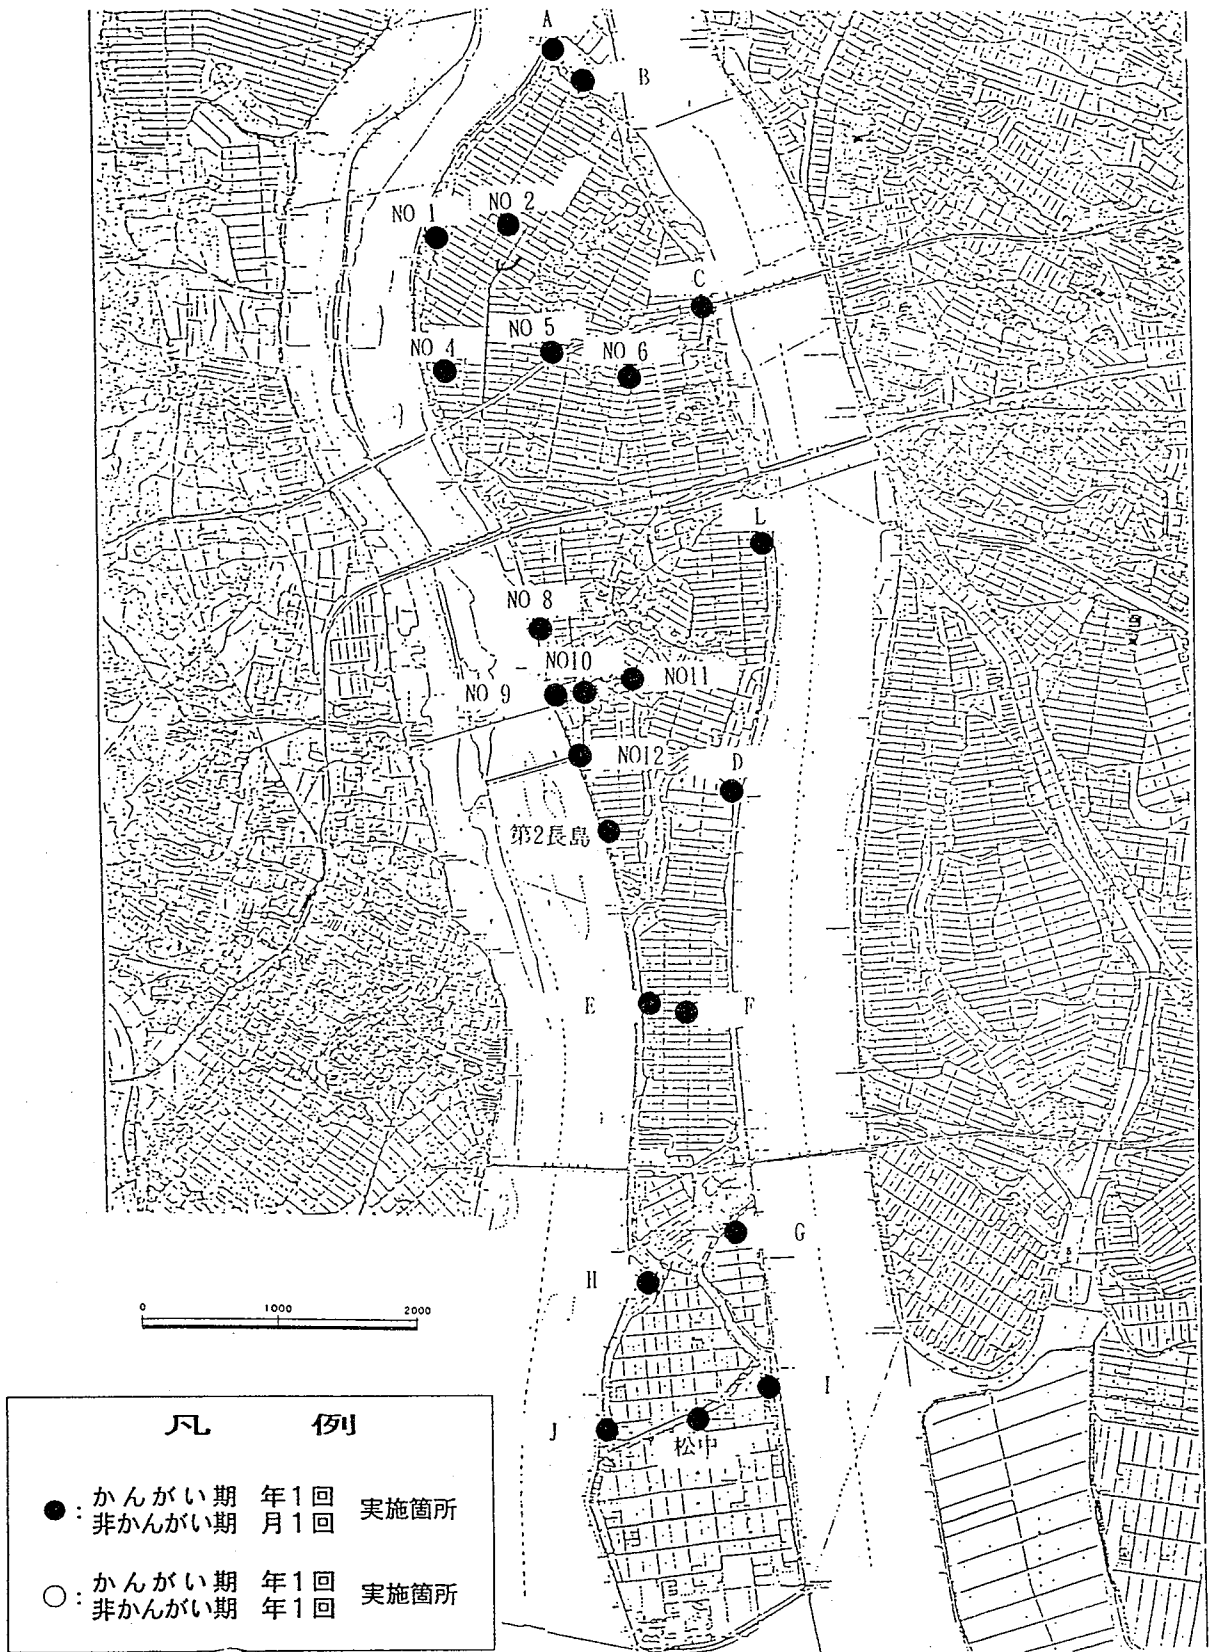 A
B
NO 1
NO 2
C
NO 4
NO 5
NO 6
L
NO 8
NO10
NO 9
NO11
NO12
D
第2長島
E
F
G
H
I
J
松中
0 1000 2000
凡 例
●: かんがい期 年1回 実施箇所
非かんがい期 月1回
○: かんがい期 年1回 実施箇所
非かんがい期 年1回